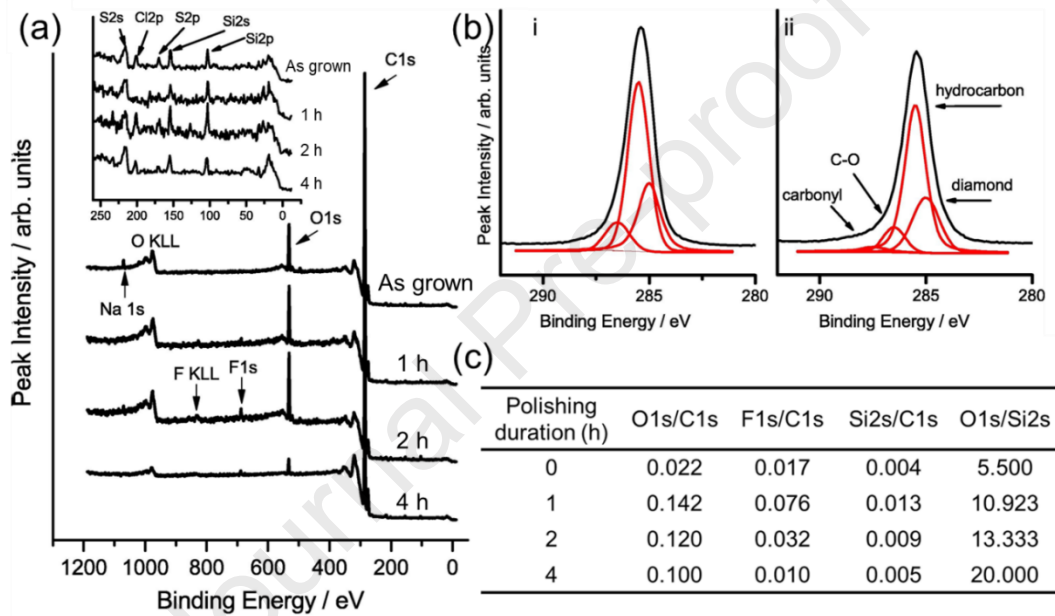 (a)
S2s
Cl2p
S2p
Si2s
Si2p
As grown
1 h
2 h
4 h
260
200
150
100
50
0
C1s
O1s
O KLL
Na 1s
As grown
1 h
F KLL
F1s
2 h
4 h
Peak Intensity / arb. units
1200 1000 800 600 400 200 0
Binding Energy / eV
(b)
i
Peak Intensity / arb. units
290 285 280
Binding Energy / eV
ii
hydrocarbon
C-O
carbonyl
diamond
290 285 280
Binding Energy / eV
(c)
Polishing duration (h) O1s/C1s F1s/C1s Si2s/C1s O1s/Si2s
0 0.022 0.017 0.004 5.500
1 0.142 0.076 0.013 10.923
2 0.120 0.032 0.009 13.333
4 0.100 0.010 0.005 20.000
Journal Pre-proof